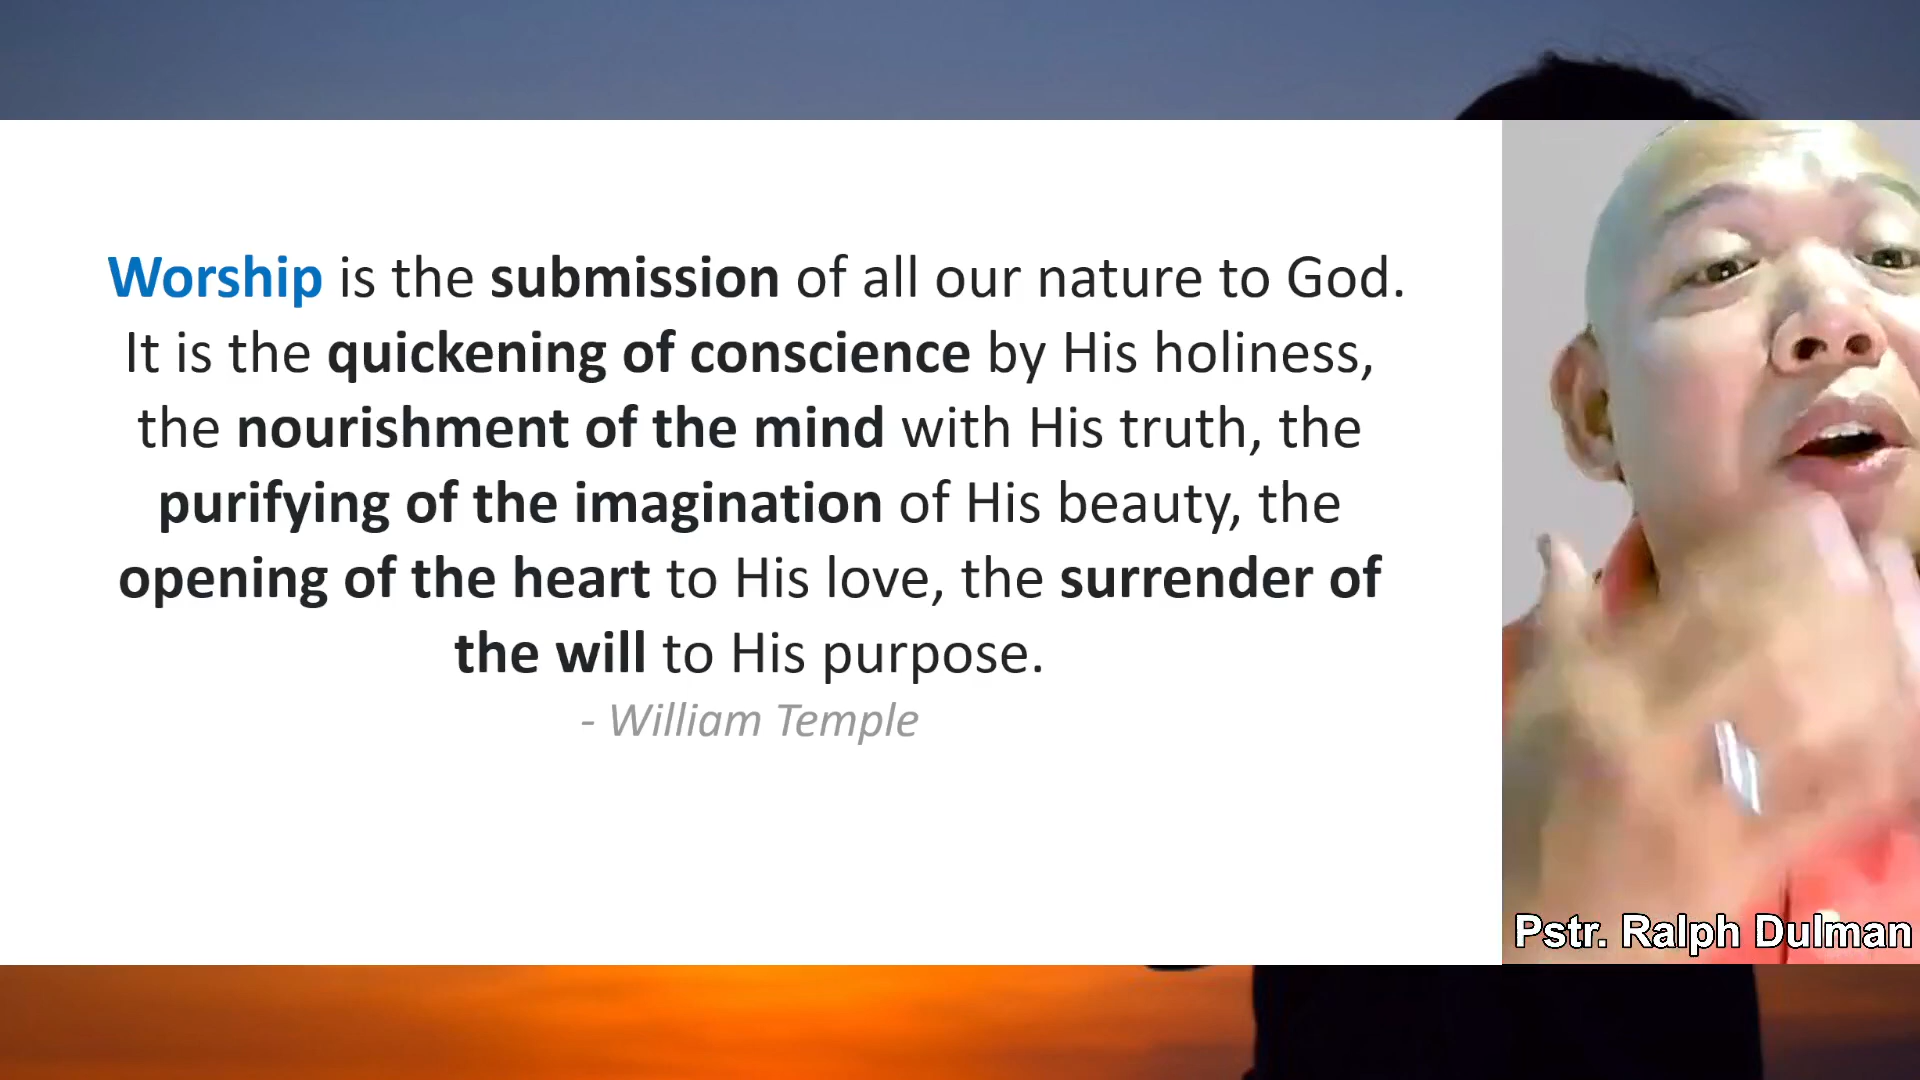 Worship is the submission of all our nature to God.
It is the quickening of conscience by His holiness,
the nourishment of the mind with His truth, the
purifying of the imagination of His beauty, the
opening of the heart to His love, the surrender of
the will to His purpose.
- William Temple
Pstr. Ralph Dulman